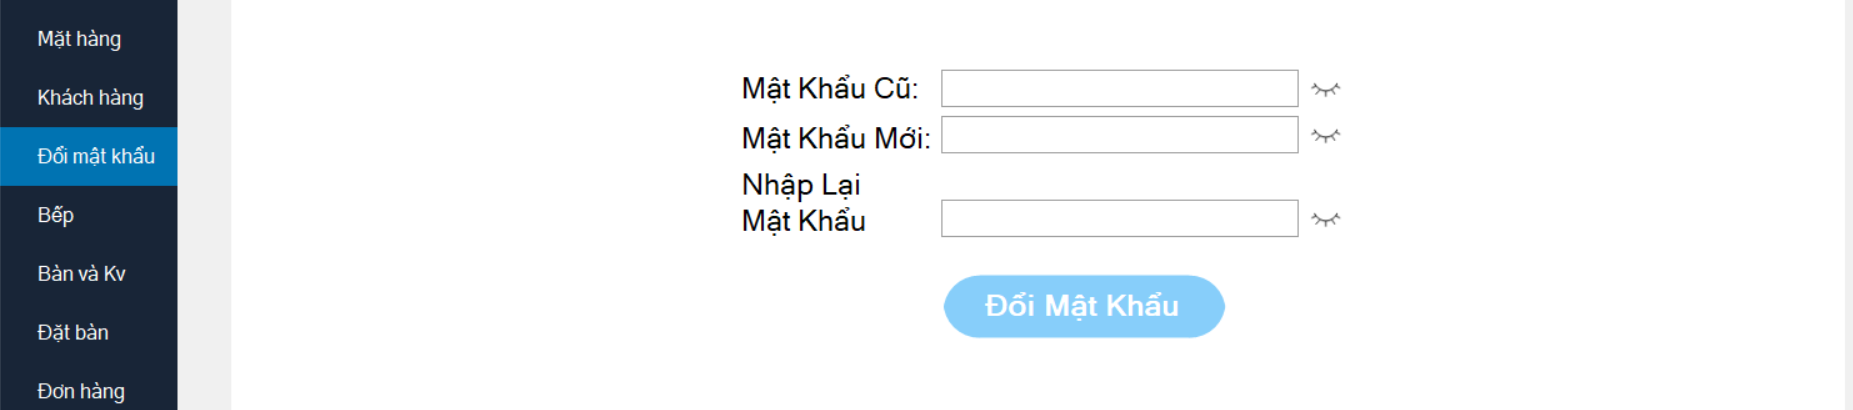 Mặt hàng
Khách hàng
Đổi mật khẩu
Bếp
Bàn và Kv
Đặt bàn
Đơn hàng
Mật Khẩu Cũ:
Mật Khẩu Mới:
Nhập Lại
Mật Khẩu
Đổi Mật Khẩu